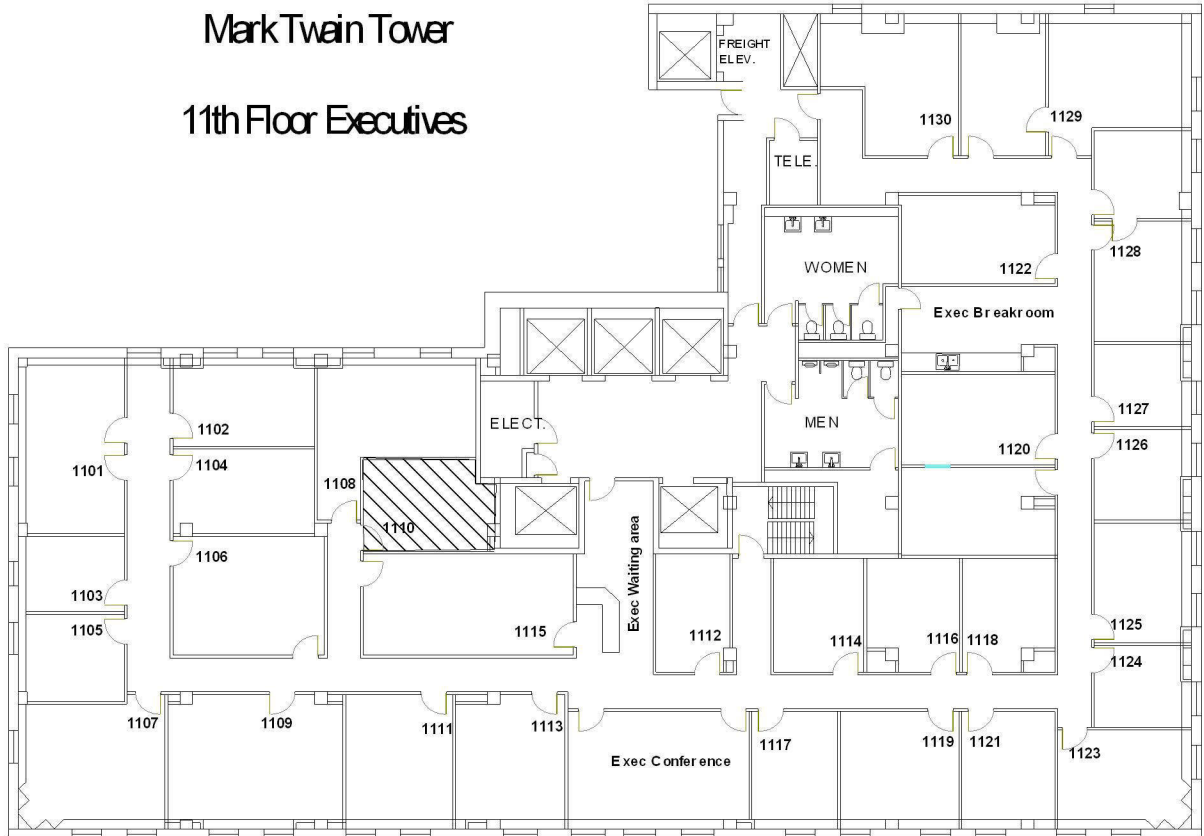 Mark Twain Tower
11th Floor Executives
FREIGHT
ELEV.
1130
1129
TELE.
1128
WOMEN
1122
Exec Breakroom
1127
1126
1102
ELECT.
MEN
1120
1101
1104
1108
1110
1106
Exec Waiting area
1103
1105
1115
1112
1114
1116
1118
1125
1124
1107
1109
1111
1113
1117
1119
1121
1123
Exec Conference